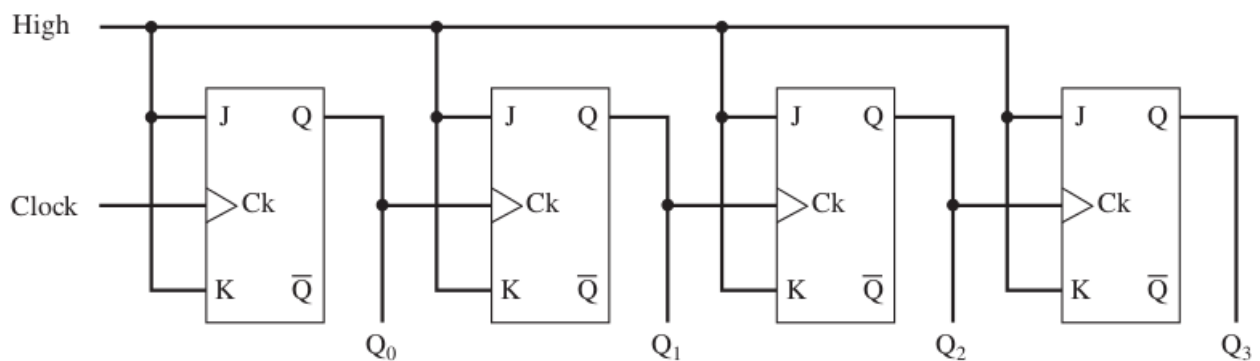 High
J Q J Q J Q J Q
Clock Ck Ck Ck Ck
K Q̅ K Q̅ K Q̅ K Q̅
Q₀ Q₁ Q₂ Q₃